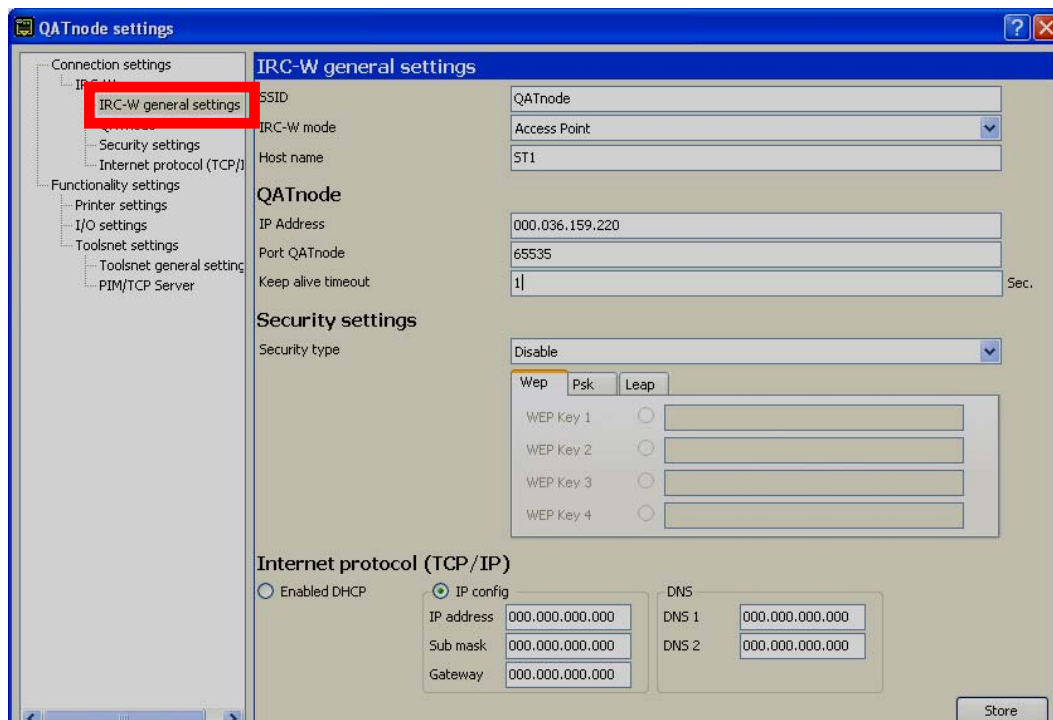 QATnode settings
Connection settings
IRC-W general settings
Security settings
Internet protocol (TCP/I
Functionality settings
Printer settings
I/O settings
Toolsnet settings
Toolsnet general setting
PIM/TCP Server
IRC-W general settings
SSID QATnode
IRC-W mode Access Point
Host name ST1
QATnode
IP Address 000.036.159.220
Port QATnode 65535
Keep alive timeout 1 Sec.
Security settings
Security type Disable
Wep Psk Leap
WEP Key 1
WEP Key 2
WEP Key 3
WEP Key 4
Internet protocol (TCP/IP)
Enabled DHCP IP config DNS
IP address 000.000.000.000 DNS 1 000.000.000.000
Sub mask 000.000.000.000 DNS 2 000.000.000.000
Gateway 000.000.000.000
Store